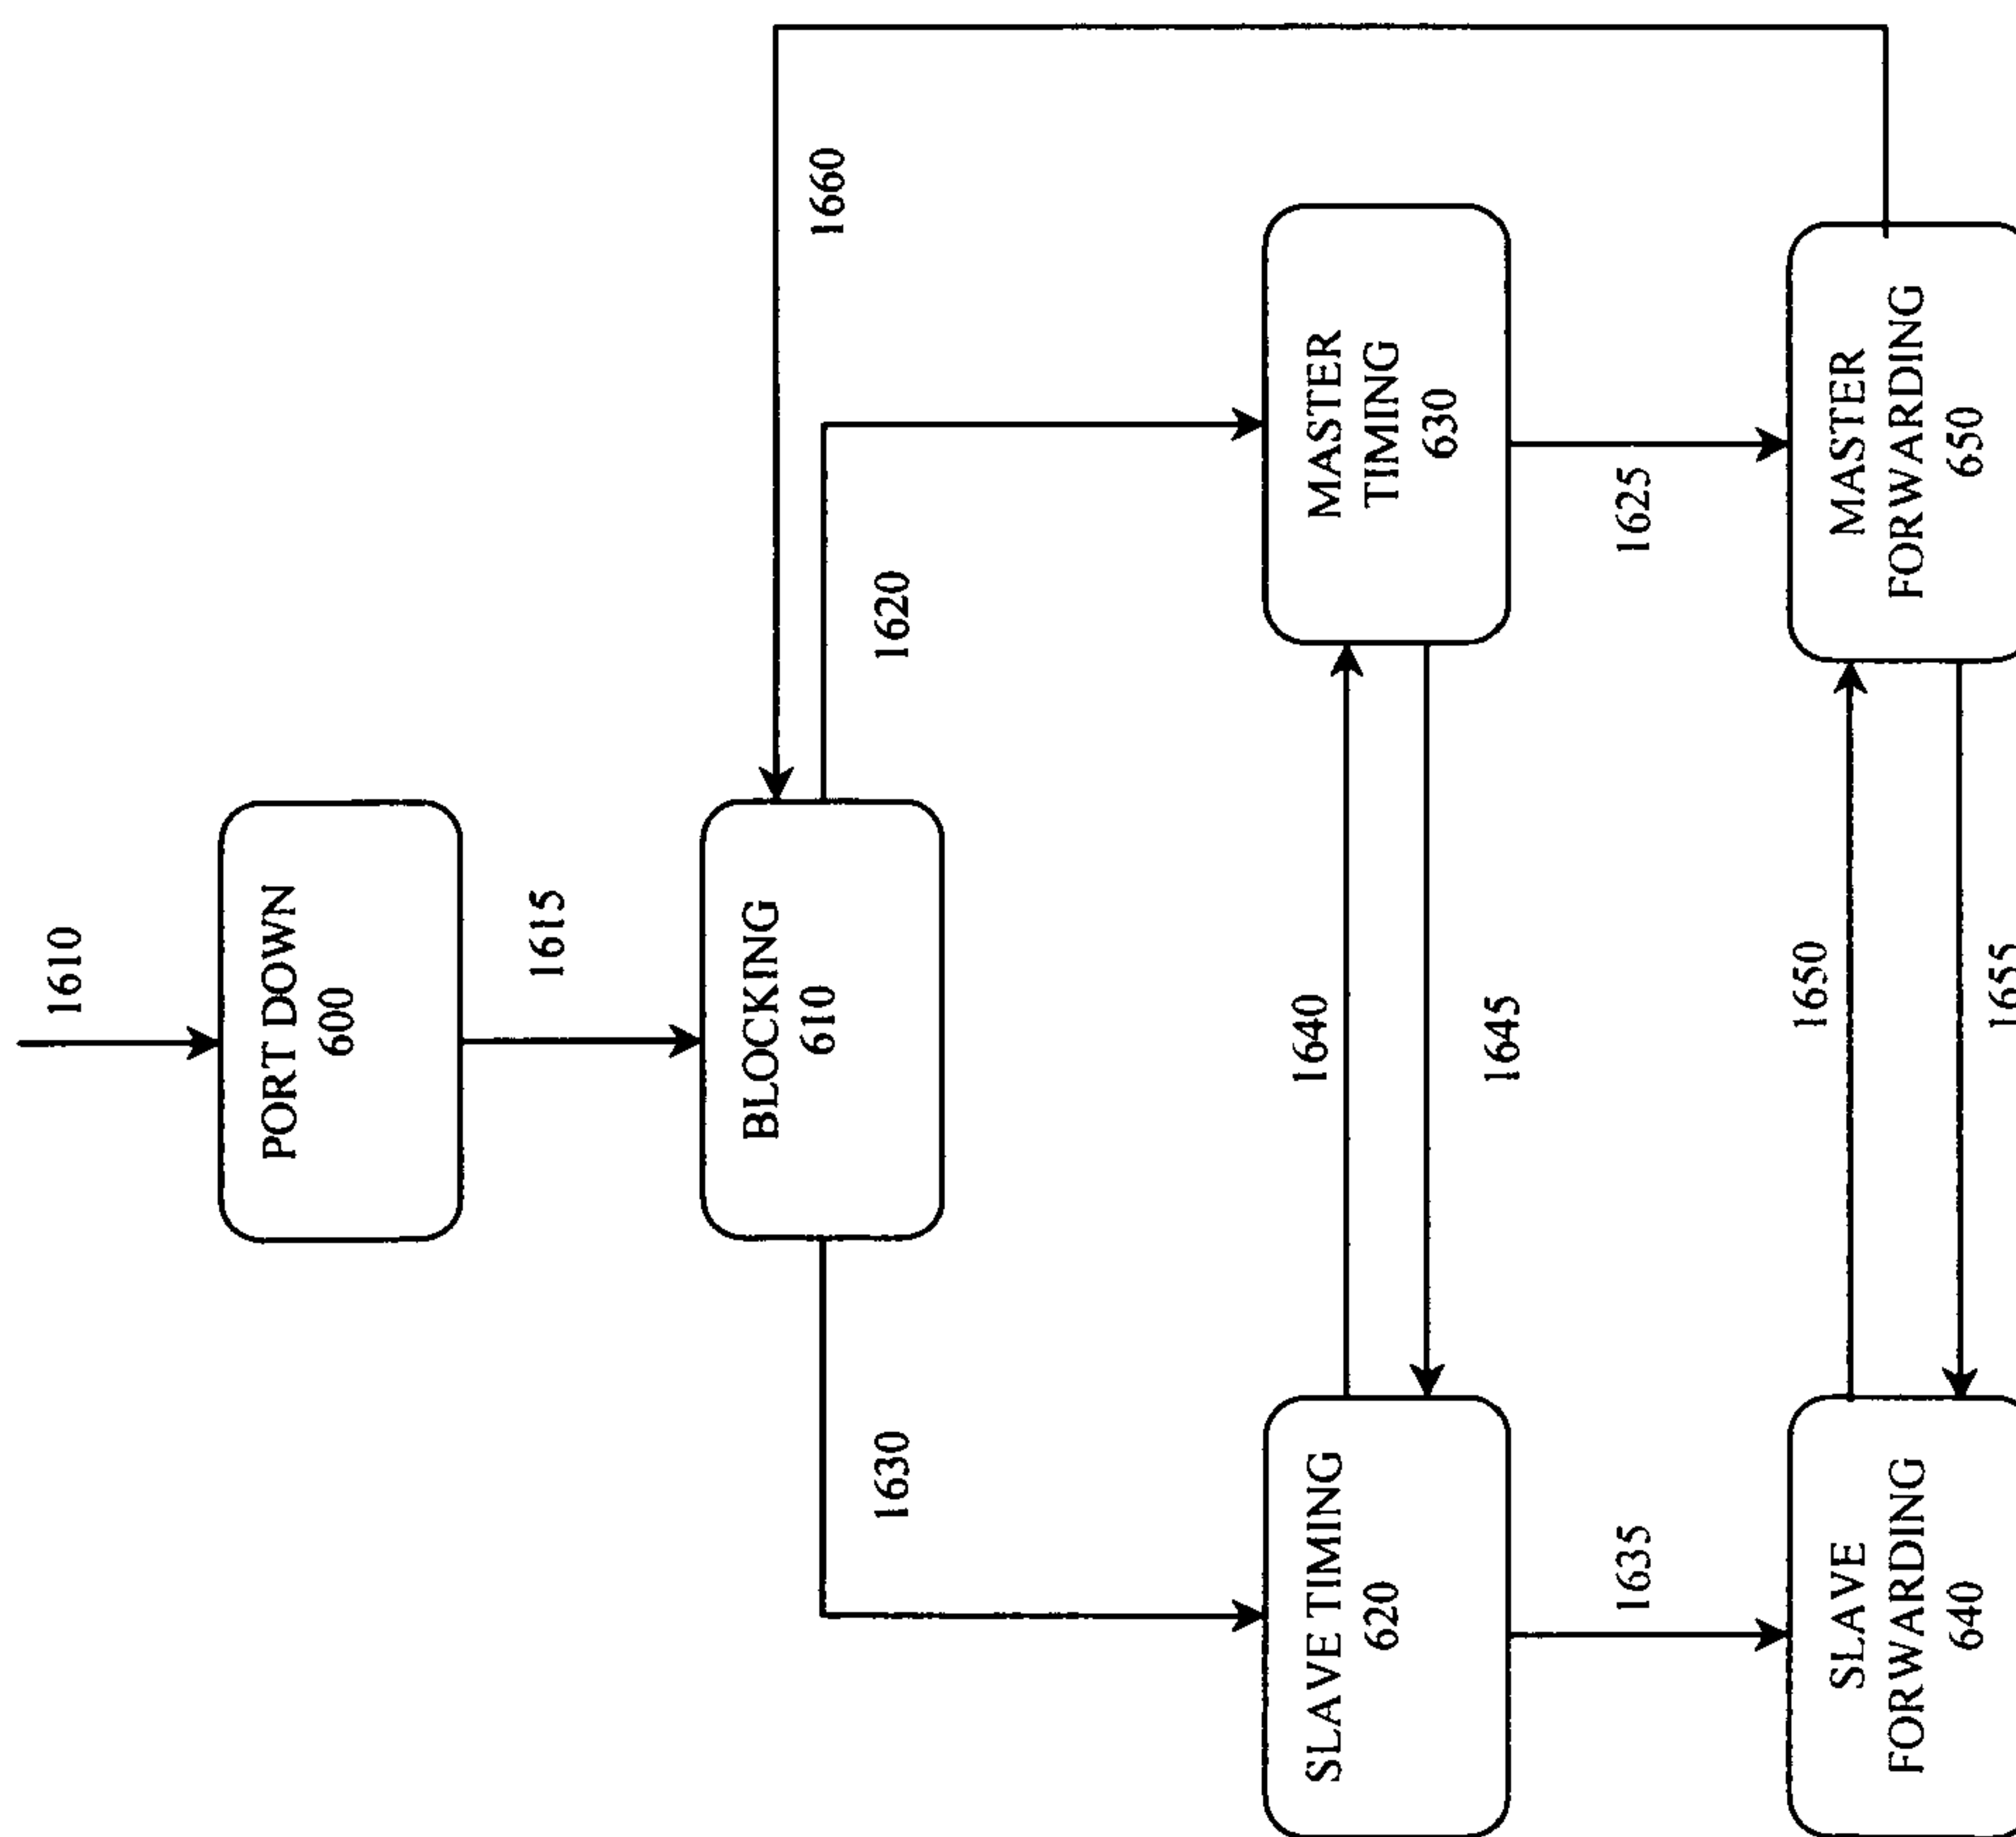 1610
PORT DOWN
600
1615
BLOCKING
610
1660
1620
1630
SLAVE TIMING
620
1640
1645
MASTER
TIMING
630
1635
1625
SLAVE
FORWARDING
640
1650
1655
MASTER
FORWARDING
650